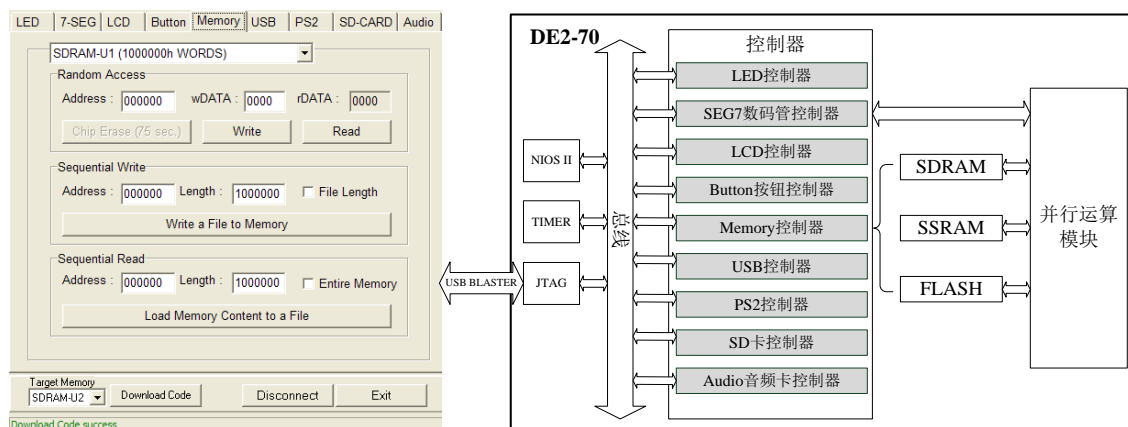 LED 7-SEG LCD Button Memory USB PS2 SD-CARD Audio
SDRAM-U1 (1000000h WORDS)
Random Access
Address : 000000 wDATA : 0000 rDATA : 0000
Chip Erase (75 sec.) Write Read
Sequential Write
Address : 000000 Length : 1000000 File Length
Write a File to Memory
Sequential Read
Address : 000000 Length : 1000000 Entire Memory
Load Memory Content to a File
Target Memory
SDRAM-U2 Download Code Disconnect Exit
Download Code success
USB BLASTER
DE2-70
NIOS II
TIMER
JTAG
总线
控制器
LED控制器
SEG7数码管控制器
LCD控制器
Button按钮控制器
Memory控制器
USB控制器
PS2控制器
SD卡控制器
Audio音频卡控制器
SDRAM
SSRAM
FLASH
并行运算
模块